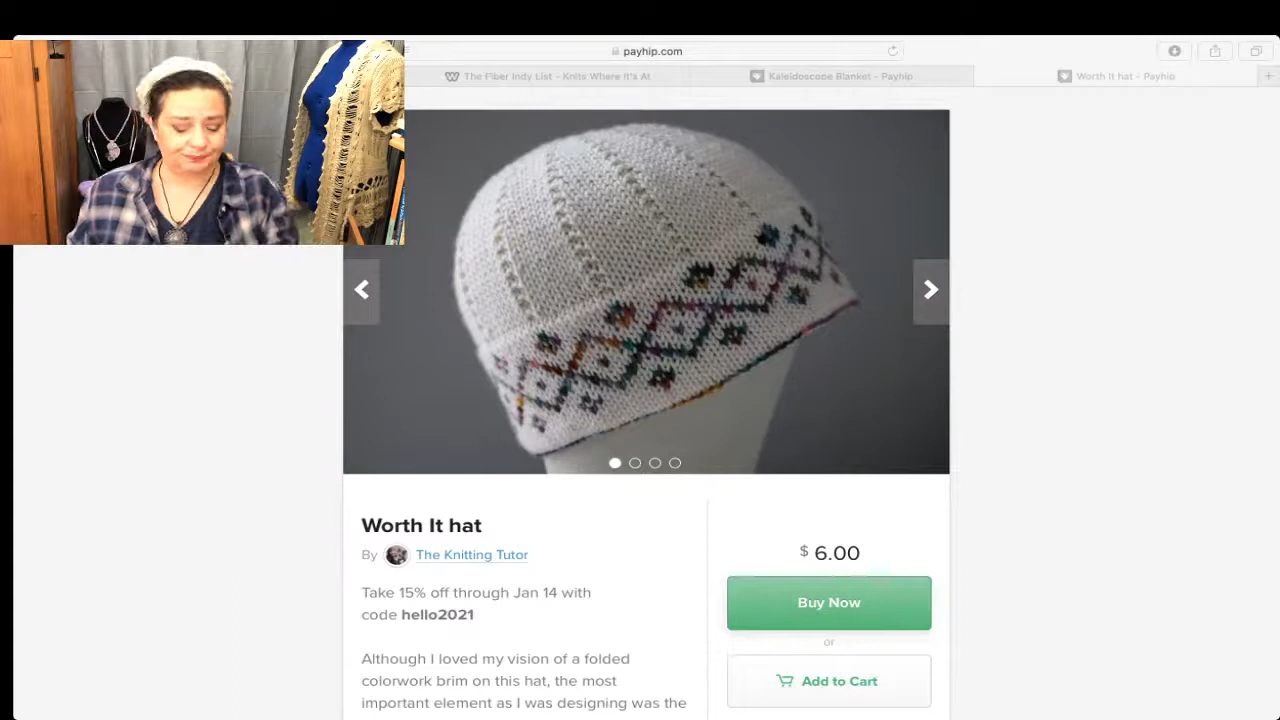 payhip.com
The Fiber Indy List - Knits Where It's At
Kaleidoscope Blanket - Payhip
Worth It hat - Payhip
Worth It hat
By The Knitting Tutor
Take 15% off through Jan 14 with
code hello2021
Although I loved my vision of a folded
colorwork brim on this hat, the most
important element as I was designing was the
$ 6.00
Buy Now
or
Add to Cart